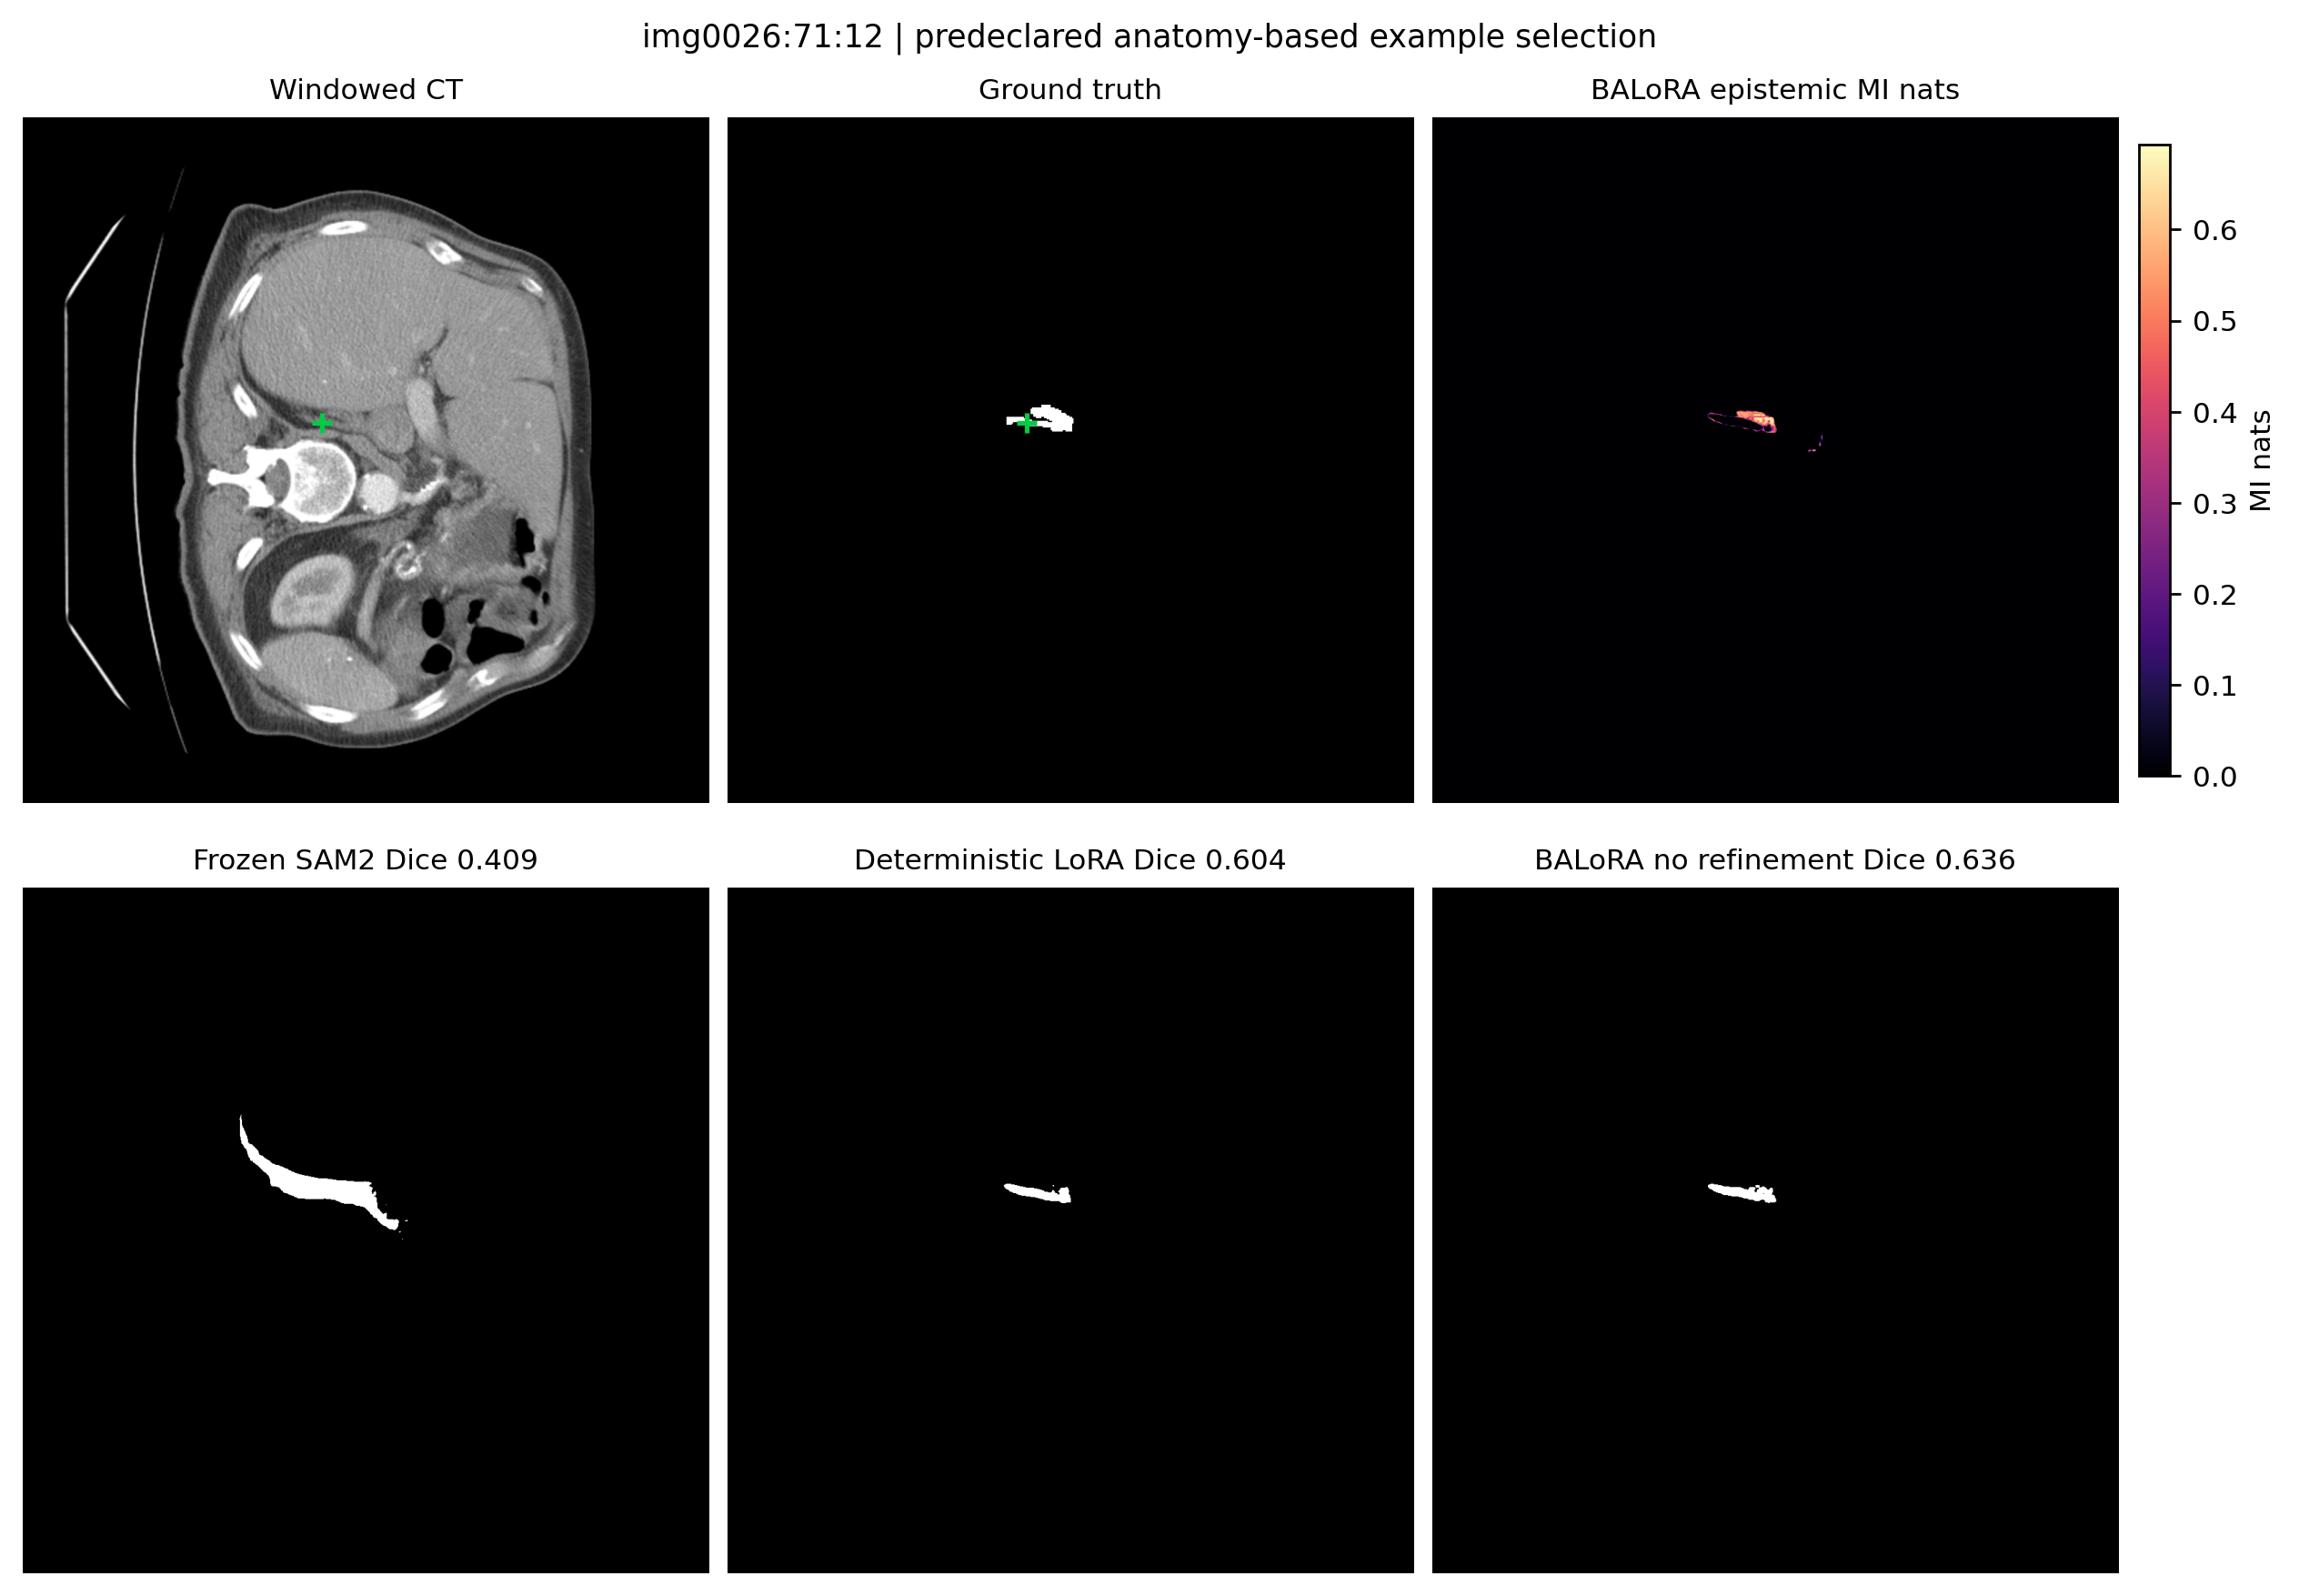 img0026:71:12 | predeclared anatomy-based example selection
Windowed CT
Ground truth
BALoRA epistemic MI nats
0.6
0.5
0.4
0.3
0.2
0.1
0.0
MI nats
Frozen SAM2 Dice 0.409
Deterministic LoRA Dice 0.604
BALoRA no refinement Dice 0.636